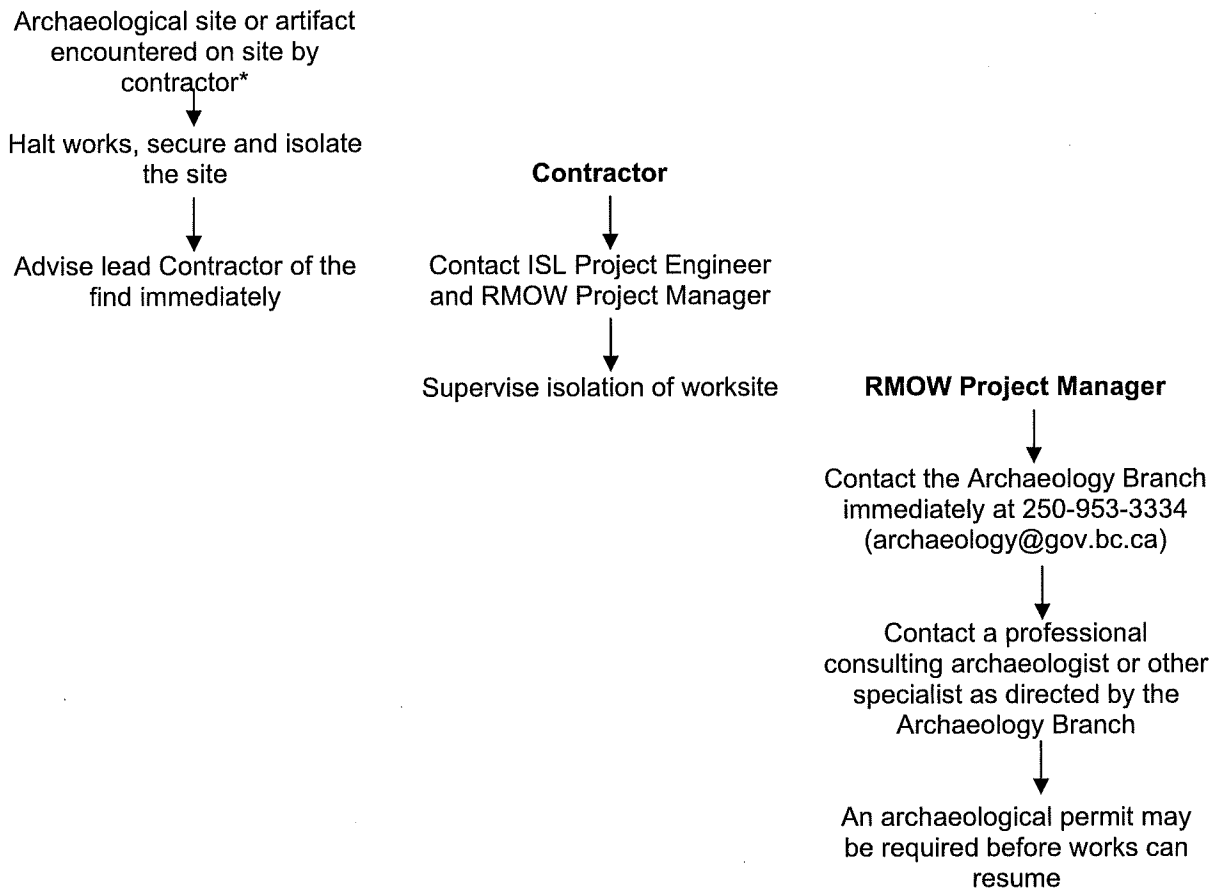 Archaeological site or artifact
encountered on site by
contractor*
Halt works, secure and isolate
the site
Advise lead Contractor of the
find immediately
Contractor
Contact ISL Project Engineer
and RMOW Project Manager
Supervise isolation of worksite
RMOW Project Manager
Contact the Archaeology Branch
immediately at 250-953-3334
(archaeology@gov.bc.ca)
Contact a professional
consulting archaeologist or other
specialist as directed by the
Archaeology Branch
An archaeological permit may
be required before works can
resume